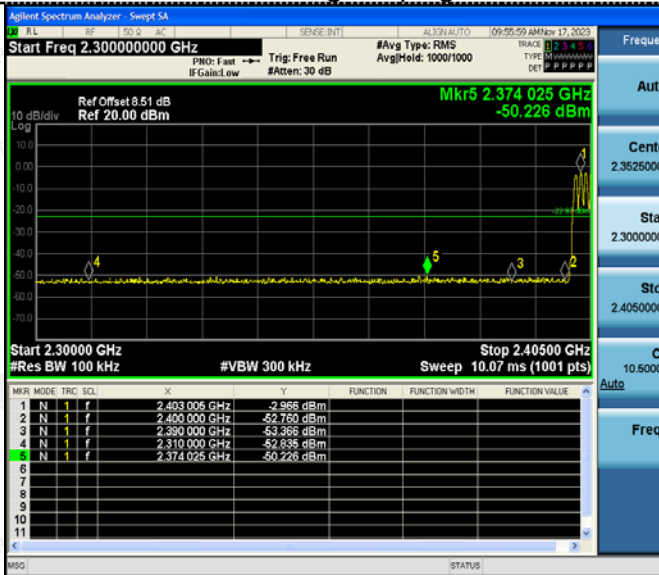 Agilent Spectrum Analyzer - Swept SA
RL RF 50 Ω AC SENSE:INT ALIGN AUTO 09:55:59 AM Nov 17, 2023
Start Freq 2.300000000 GHz
PNO: Fast Trig: Free Run #Avg Type: RMS TRACE 1 2 3 4 5 6
IFGain:Low #Atten: 30 dB Avg|Hold: 1000/1000 TYPE M W W W W W
DET P P P P P P
Ref Offset 8.51 dB Mkr5 2.374 025 GHz
10 dB/div Ref 20.00 dBm -50.226 dBm
Log
10.0
0.00
-10.0
-20.0
-30.0
-40.0
-50.0
-60.0
-70.0
1
4
5
3
2
Start 2.30000 GHz Stop 2.40500 GHz
#Res BW 100 kHz #VBW 300 kHz Sweep 10.07 ms (1001 pts)
MKR MODE TRC SCL X Y FUNCTION FUNCTION WIDTH FUNCTION VALUE
1 N 1 f 2.403 005 GHz -2.966 dBm
2 N 1 f 2.400 000 GHz -52.760 dBm
3 N 1 f 2.390 000 GHz -53.366 dBm
4 N 1 f 2.310 000 GHz -52.835 dBm
5 N 1 f 2.374 025 GHz -50.226 dBm
6
7
8
9
10
11
MSG STATUS
Freque
Aut
Cent
2.3525000
Sta
2.3000000
Sto
2.4050000
C
10.5000
Auto
Freq